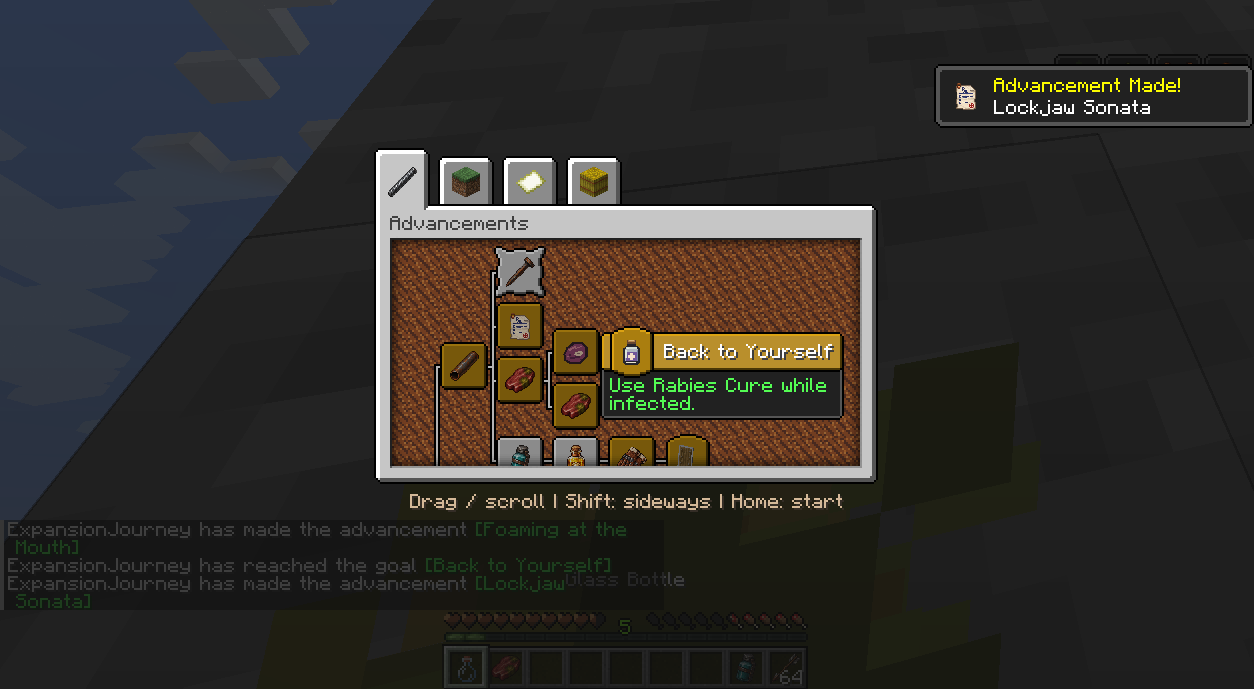 Advancement Made!
Lockjaw Sonata
Advancements
Back to Yourself
Use Rabies Cure while
infected.
Drag / scroll | Shift: sideways | Home: start
ExpansionJourney has made the advancement [Foaming at the
Mouth]
ExpansionJourney has reached the goal [Back to Yourself]
ExpansionJourney has made the advancement [Lockjaw
Sonata]
Glass Bottle
5
64